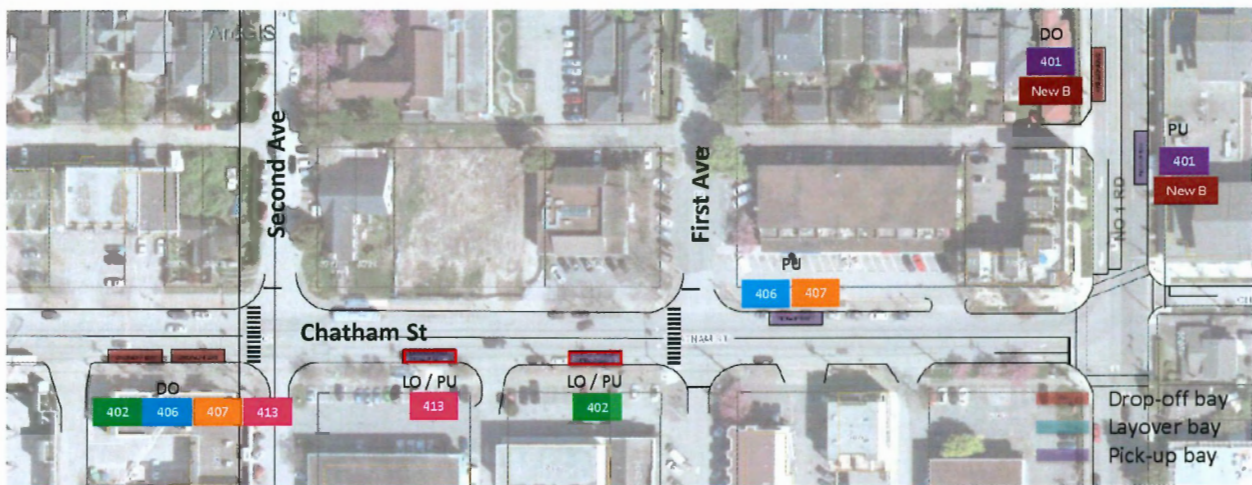 ArcGIS
DO
401
New B
PU
401
New B
Second Ave
First Ave
NO 1 RD
PU
406 407
Chatham St
DO
402 406 407 413
LO / PU
413
LO / PU
402
Drop-off bay
Layover bay
Pick-up bay